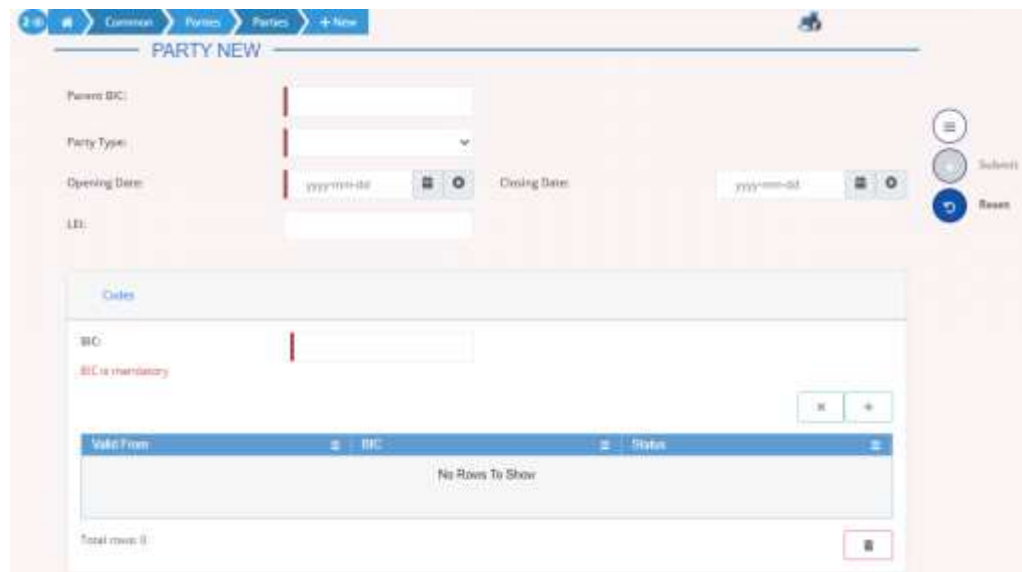 Common Parties Parties + New
PARTY NEW
Parent BIC:
Party Type:
Opening Date: yyyy-mm-dd Closing Date: yyyy-mm-dd
Submit
Reset
LEI:
Codes
BIC:
BIC is mandatory
Valid From BIC Status
No Rows To Show
Total rows: 0